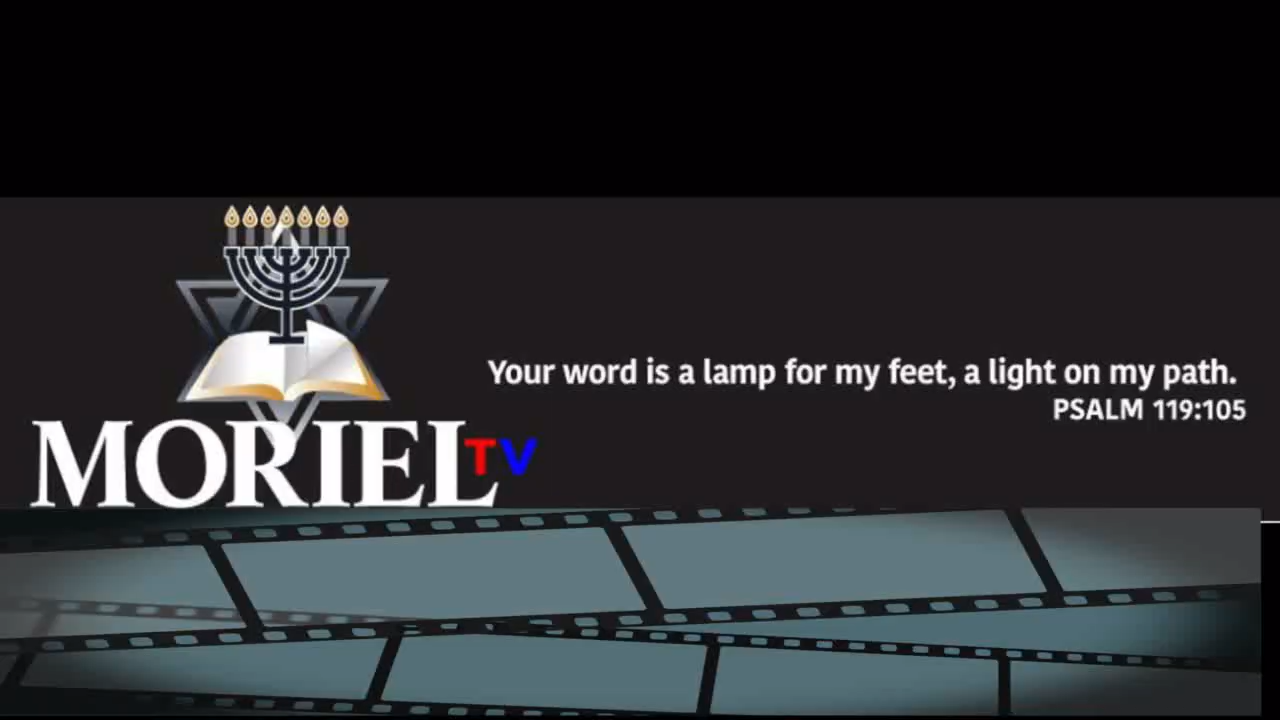 Your word is a lamp for my feet, a light on my path.
PSALM 119:105
MORIEL TV